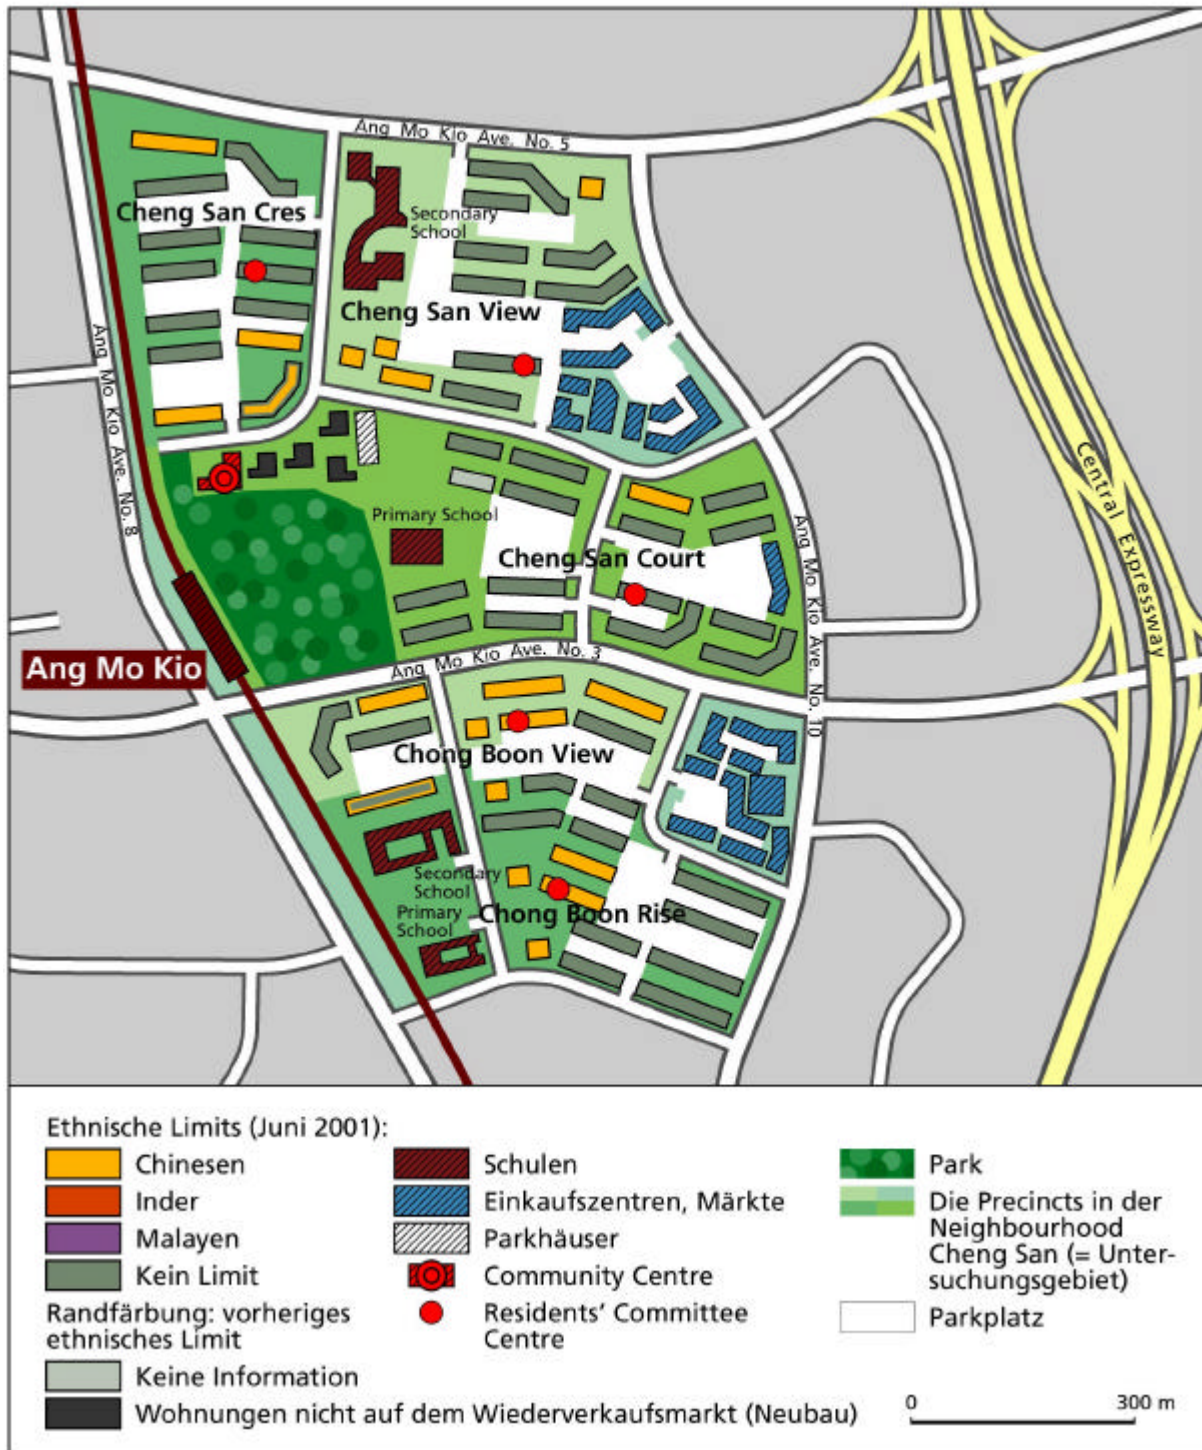 Ang Mo Kio Ave. No. 5
Cheng San Cres
Secondary
School
Cheng San View
Ang Mo Kio Ave. No. 8
Primary School
Cheng San Court
Central Expressway
Ang Mo Kio Ave. No. 10
Ang Mo Kio
Ang Mo Kio Ave. No. 3
Chong Boon View
Secondary
School
Primary
School
Chong Boon Rise
Ethnische Limits (Juni 2001):
Chinesen
Inder
Malayen
Kein Limit
Randfärbung: vorheriges
ethnisches Limit
Keine Information
Wohnungen nicht auf dem Wiederverkaufsmarkt (Neubau)
Schulen
Einkaufszentren, Märkte
Parkhäuser
Community Centre
Residents' Committee
Centre
Park
Die Precincts in der
Neighbourhood
Cheng San (= Unter-
suchungsgebiet)
Parkplatz
0 300 m